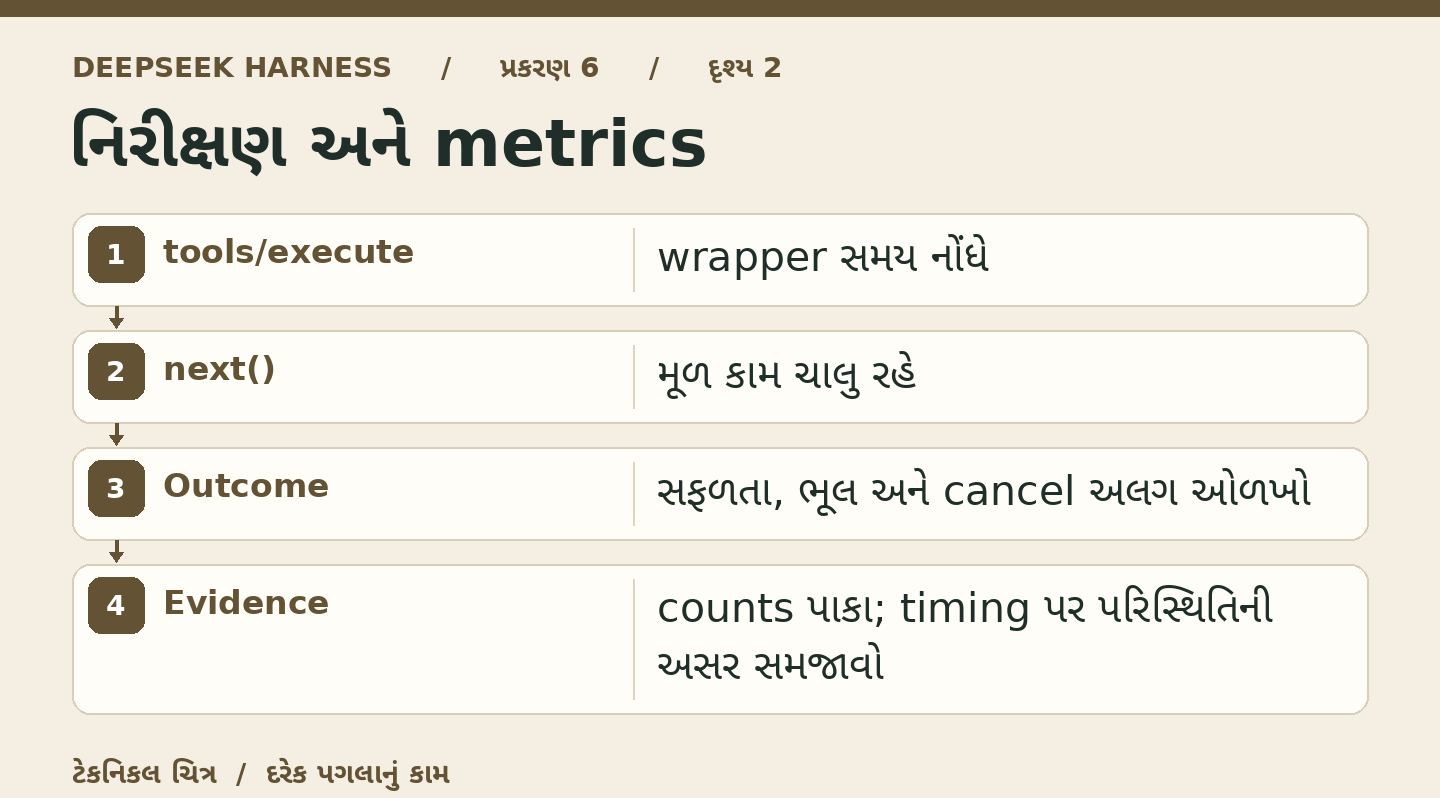 DEEPSEEK HARNESS / પ્રકરણ 6 / દૃશ્ય 2
નિરીક્ષણ અને metrics
1 tools/execute wrapper સમય નોંધે
2 next() મૂળ કામ ચાલુ રહે
3 Outcome સફળતા, ભૂલ અને cancel અલગ ઓળખો
4 Evidence counts પાકા; timing પર પરિસ્થિતિની
અસર સમજાવો
ટેકનિકલ ચિત્ર / દરેક પગલાનું કામ